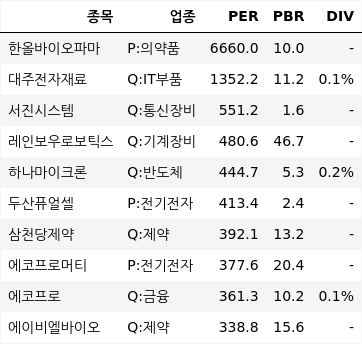 종목 업종 PER PBR DIV
한올바이오파마 P:의약품 6660.0 10.0 -
대주전자재료 Q:IT부품 1352.2 11.2 0.1%
서진시스템 Q:통신장비 551.2 1.6 -
레인보우로보틱스 Q:기계장비 480.6 46.7 -
하나마이크론 Q:반도체 444.7 5.3 0.2%
두산퓨얼셀 P:전기전자 413.4 2.4 -
삼천당제약 Q:제약 392.1 13.2 -
에코프로머티 P:전기전자 377.6 20.4 -
에코프로 Q:금융 361.3 10.2 0.1%
에이비엘바이오 Q:제약 338.8 15.6 -